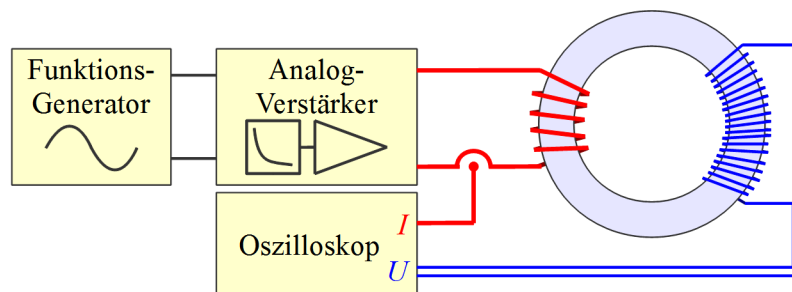 Funktions-
Generator
Analog-
Verstärker
Oszilloskop
I
U